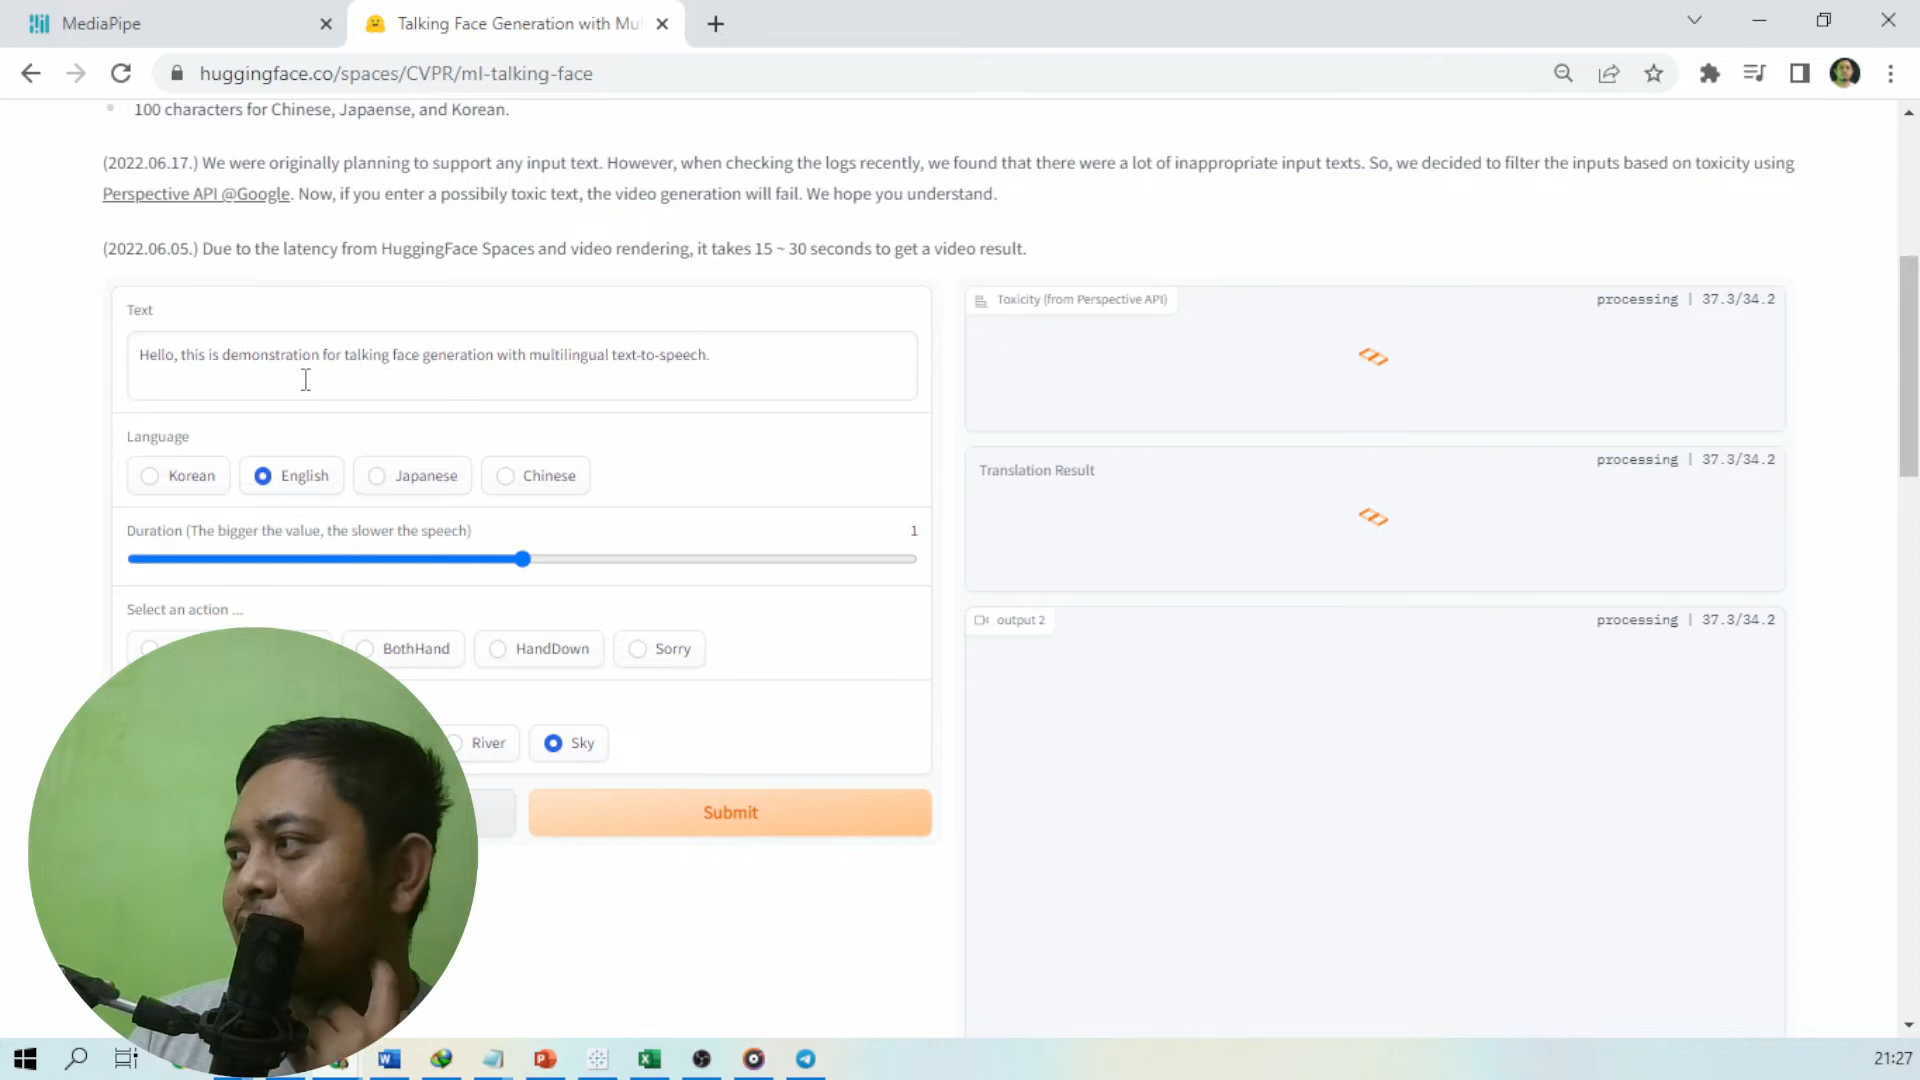 MediaPipe
Talking Face Generation with Mu
huggingface.co/spaces/CVPR/ml-talking-face
100 characters for Chinese, Japaense, and Korean.
(2022.06.17.) We were originally planning to support any input text. However, when checking the logs recently, we found that there were a lot of inappropriate input texts. So, we decided to filter the inputs based on toxicity using
Perspective API @Google. Now, if you enter a possibily toxic text, the video generation will fail. We hope you understand.
(2022.06.05.) Due to the latency from HuggingFace Spaces and video rendering, it takes 15 ~ 30 seconds to get a video result.
Text
Hello, this is demonstration for talking face generation with multilingual text-to-speech.
Language
Korean English Japanese Chinese
Duration (The bigger the value, the slower the speech) 1
Select an action ...
BothHand HandDown Sorry
River Sky
Submit
Toxicity (from Perspective API) processing | 37.3/34.2
Translation Result processing | 37.3/34.2
output 2 processing | 37.3/34.2
21:27